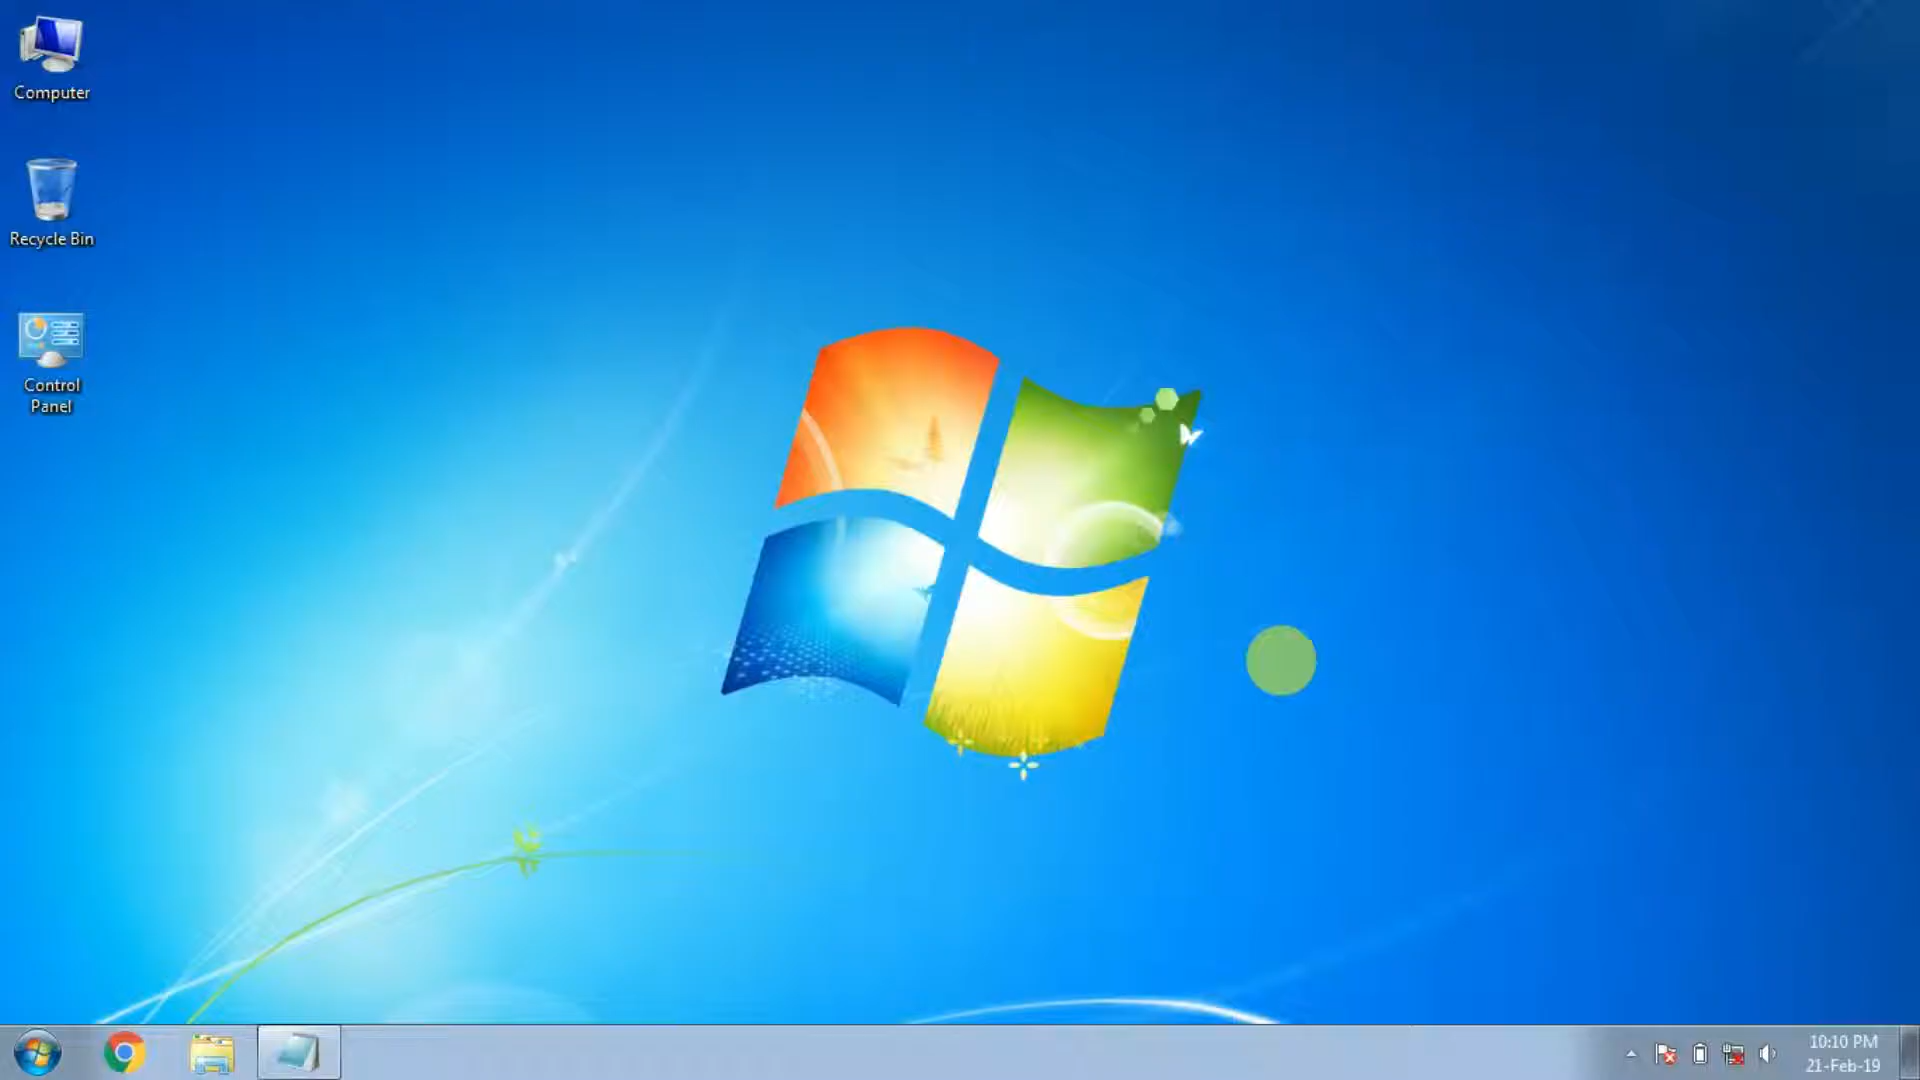 Computer
Recycle Bin
Control
Panel
10:10 PM
21-Feb-19